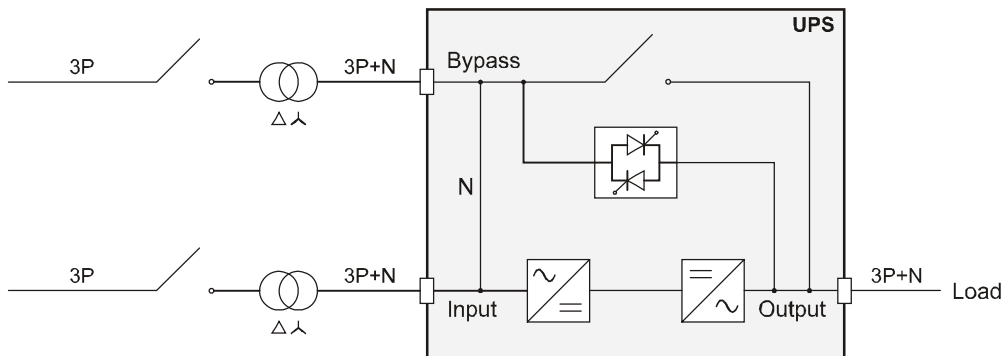 UPS
3P
3P+N
Bypass
N
3P
3P+N
Input
Output
3P+N
Load